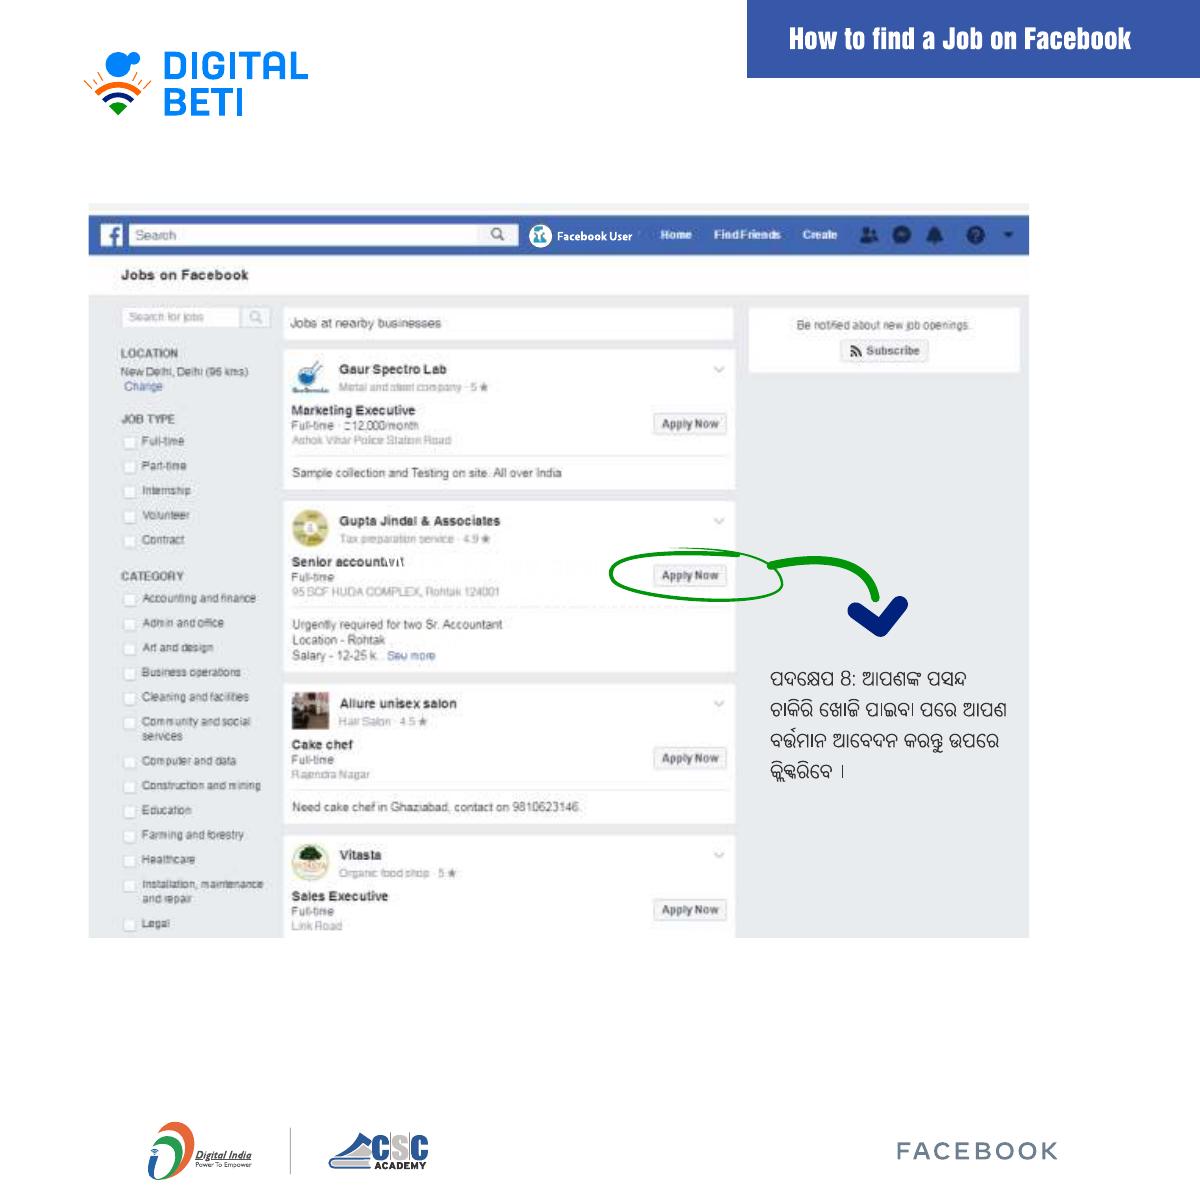 How to find a Job on Facebook
DIGITAL
BETI
Search
Facebook User
Home
Find Friends
Create
Jobs on Facebook
Search for jobs
LOCATION
New Delhi, Delhi (96 kms)
Change
JOB TYPE
Full-time
Part-time
Internship
Volunteer
Contract
CATEGORY
Accounting and finance
Admin and office
Art and design
Business operations
Cleaning and facilities
Community and social
services
Computer and data
Construction and mining
Education
Farming and forestry
Healthcare
Installation, maintenance
and repair
Legal
Jobs at nearby businesses
Gaur Spectro Lab
Metal and steel company · 5 ★
Marketing Executive
Full-time · 12,000/month
Ashok Vihar Police Station Road
Apply Now
Sample collection and Testing on site. All over India
Gupta Jindal & Associates
Tax preparation service · 4.9 ★
Senior
Full-time
95 SCF HUDA COMPLEX, Rohtak 124001
Apply Now
Urgently required for two Sr. Accountant
Location - Rohtak
Salary - 12-25 k... See more
Allure unisex salon
Hair Salon · 4.5 ★
Cake chef
Full-time
Rajendra Nagar
Apply Now
Need cake chef in Ghaziabad, contact on 9810623146.
Vitasta
Organic food shop · 5 ★
Sales Executive
Full-time
Link Road
Apply Now
Be notified about new job openings.
Subscribe
ପଦକ୍ଷେପ 8: ଆପଣଙ୍କ ପସନ୍ଦ
ଚାକିରି ଖୋଜି ପାଇବା ପରେ ଆପଣ
ବର୍ତ୍ତମାନ ଆବେଦନ କରନ୍ତୁ ଉପରେ
କ୍ଲିକ୍କରିବେ ।
Digital India
Power To Empower
CSC
ACADEMY
FACEBOOK